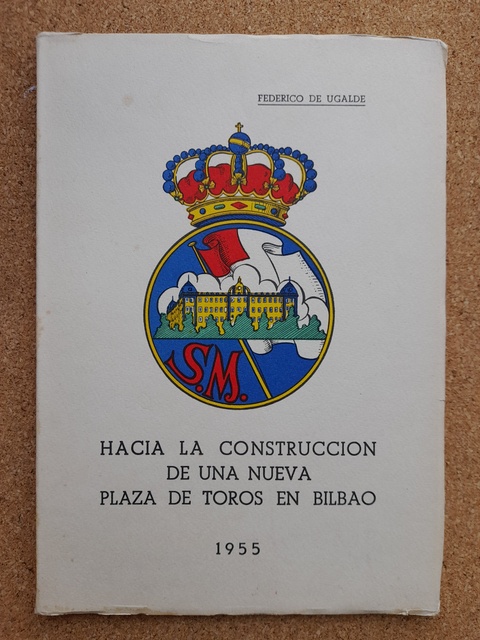 FEDERICO DE UGALDE
S.M.
HACIA LA CONSTRUCCION
DE UNA NUEVA
PLAZA DE TOROS EN BILBAO
1955